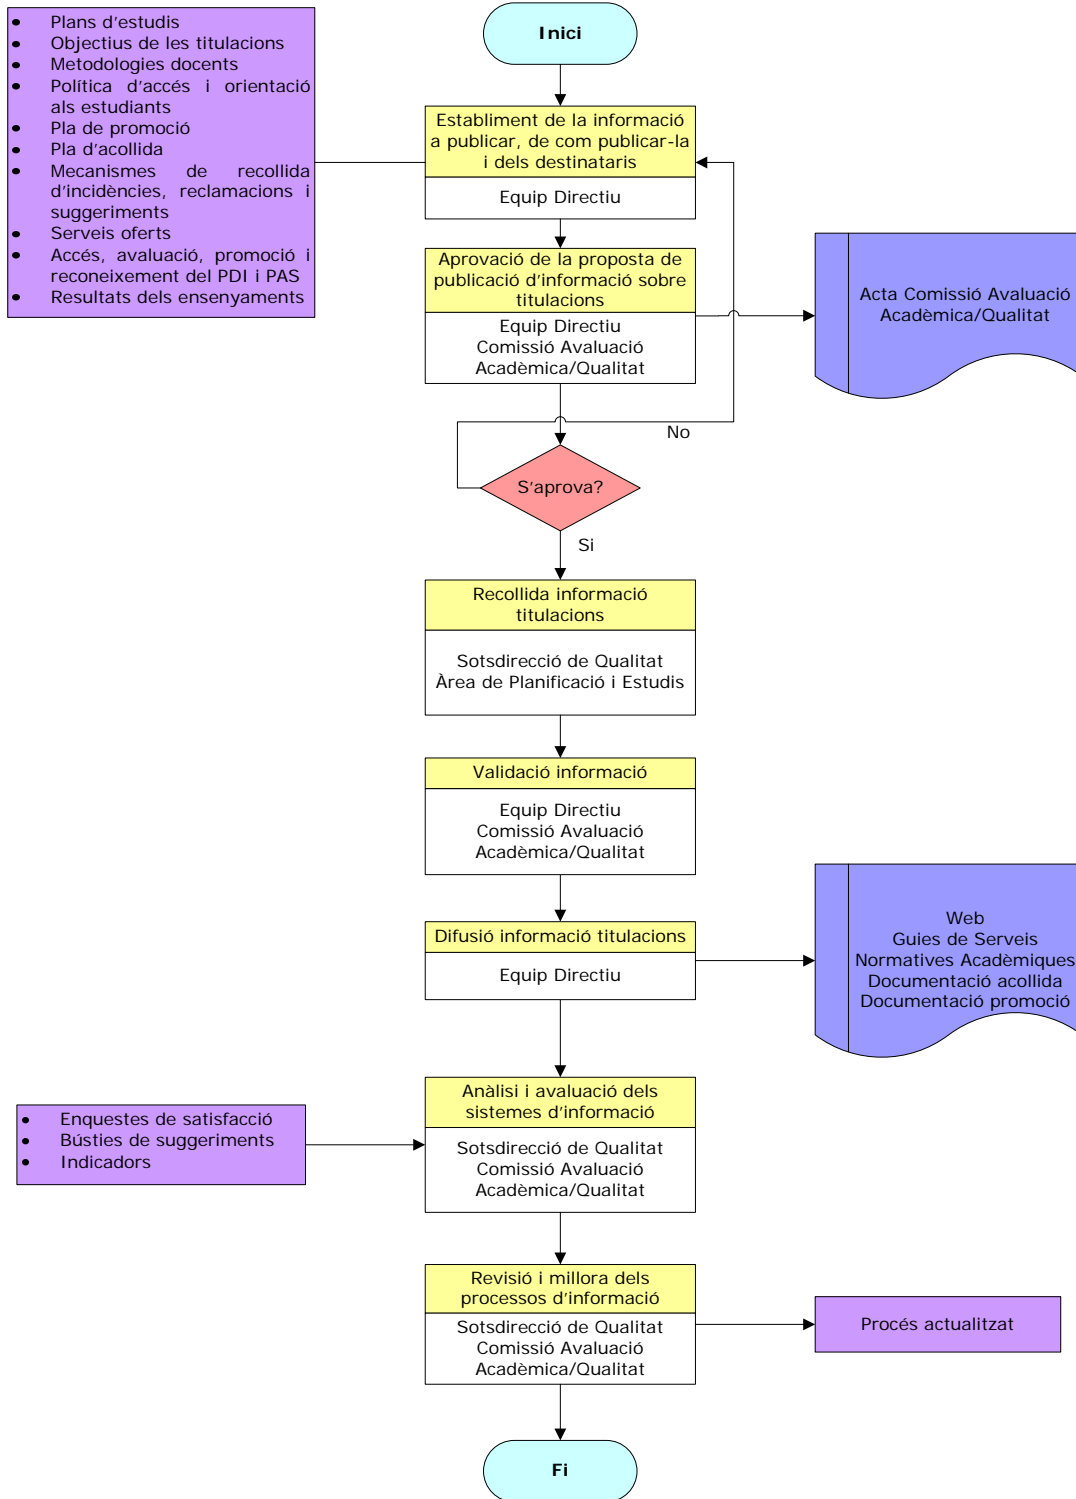 Plans d'estudis
Objectius de les titulacions
Metodologies docents
Política d'accés i orientació
als estudiants
Pla de promoció
Pla d'acollida
Mecanismes de recollida
d'incidències, reclamacions i
suggeriments
Serveis oferts
Accés, avaluació, promoció i
reconeixement del PDI i PAS
Resultats dels ensenyaments
Inici
Establiment de la informació
a publicar, de com publicar-la
i dels destinataris
Equip Directiu
Aprovació de la proposta de
publicació d'informació sobre
titulacions
Equip Directiu
Comissió Avaluació
Acadèmica/Qualitat
Acta Comissió Avaluació
Acadèmica/Qualitat
No
S'aprova?
Si
Recollida informació
titulacions
Sotsdirecció de Qualitat
Àrea de Planificació i Estudis
Validació informació
Equip Directiu
Comissió Avaluació
Acadèmica/Qualitat
Difusió informació titulacions
Equip Directiu
Web
Guies de Serveis
Normatives Acadèmiques
Documentació acollida
Documentació promoció
Anàlisi i avaluació dels
sistemes d'informació
Sotsdirecció de Qualitat
Comissió Avaluació
Acadèmica/Qualitat
Enquestes de satisfacció
Bústies de suggeriments
Indicadors
Revisió i millora dels
processos d'informació
Sotsdirecció de Qualitat
Comissió Avaluació
Acadèmica/Qualitat
Procés actualitzat
Fi